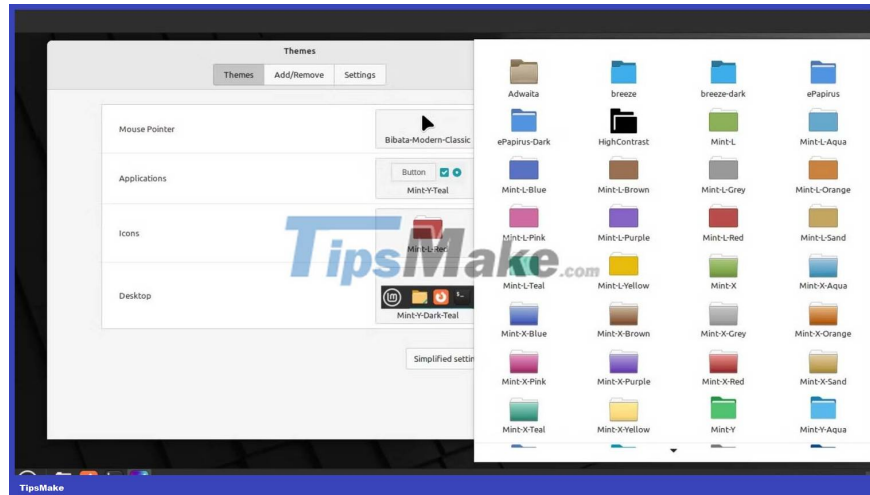 Themes
Themes Add/Remove Settings
Mouse Pointer
Bibata-Modern-Classic
Applications
Button
Mint-Y-Teal
Icons
Mint-L-Red
Desktop
Mint-Y-Dark-Teal
Simplified settin
Adwaita breeze breeze-dark ePapirus
ePapirus-Dark HighContrast Mint-L Mint-L-Aqua
Mint-L-Blue Mint-L-Brown Mint-L-Grey Mint-L-Orange
Mint-L-Pink Mint-L-Purple Mint-L-Red Mint-L-Sand
Mint-L-Teal Mint-L-Yellow Mint-X Mint-X-Aqua
Mint-X-Blue Mint-X-Brown Mint-X-Grey Mint-X-Orange
Mint-X-Pink Mint-X-Purple Mint-X-Red Mint-X-Sand
Mint-X-Teal Mint-X-Yellow Mint-Y Mint-Y-Aqua
TipsMake.com
TipsMake